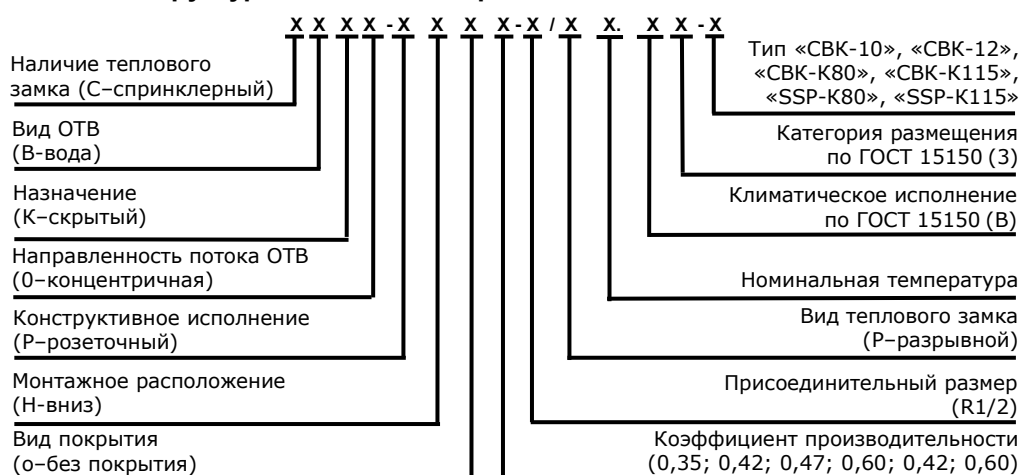 X X X X - X X X X - X / X X. X X - X
Наличие теплового
замка (С–спринклерный)
Вид ОТВ
(В-вода)
Назначение
(К–скрытый)
Направленность потока ОТВ
(0–концентричная)
Конструктивное исполнение
(Р–розеточный)
Монтажное расположение
(Н-вниз)
Вид покрытия
(о-без покрытия)
Тип «СВК-10», «СВК-12»,
«СВК-К80», «СВК-К115»,
«SSP-K80», «SSP-K115»
Категория размещения
по ГОСТ 15150 (3)
Климатическое исполнение
по ГОСТ 15150 (В)
Номинальная температура
Вид теплового замка
(Р–разрывной)
Присоединительный размер
(R1/2)
Коэффициент производительности
(0,35; 0,42; 0,47; 0,60; 0,42; 0,60)